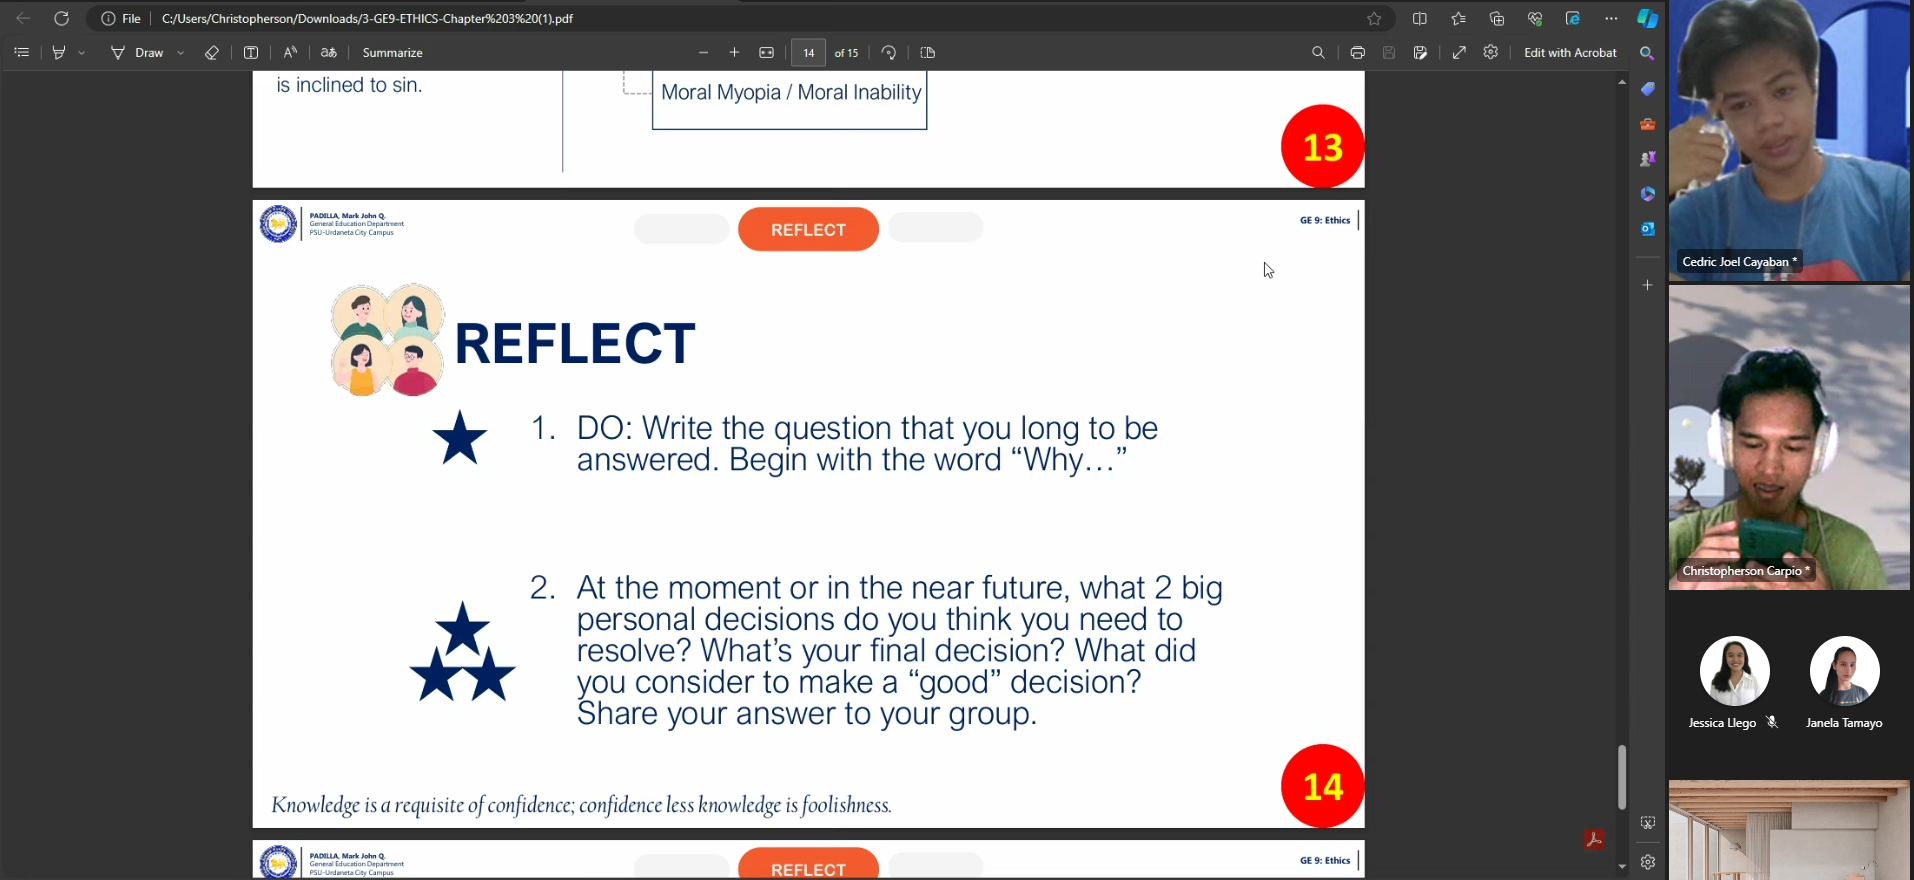 File
C:/Users/Christopherson/Downloads/3-GE9-ETHICS-Chapter%203%20(1).pdf
Draw
Summarize
14
of 15
Edit with Acrobat
is inclined to sin.
Moral Myopia / Moral Inability
13
PADILLA, Mark John Q.
General Education Department
PSU-Urdaneta City Campus
REFLECT
GE 9: Ethics
REFLECT
1. DO: Write the question that you long to be
answered. Begin with the word “Why…”
2. At the moment or in the near future, what 2 big
personal decisions do you think you need to
resolve? What’s your final decision? What did
you consider to make a “good” decision?
Share your answer to your group.
14
Knowledge is a requisite of confidence; confidence less knowledge is foolishness.
PADILLA, Mark John Q.
General Education Department
PSU-Urdaneta City Campus
REFLECT
GE 9: Ethics
Cedric Joel Cayaban *
Christopherson Carpio *
Jessica Llego
Janela Tamayo